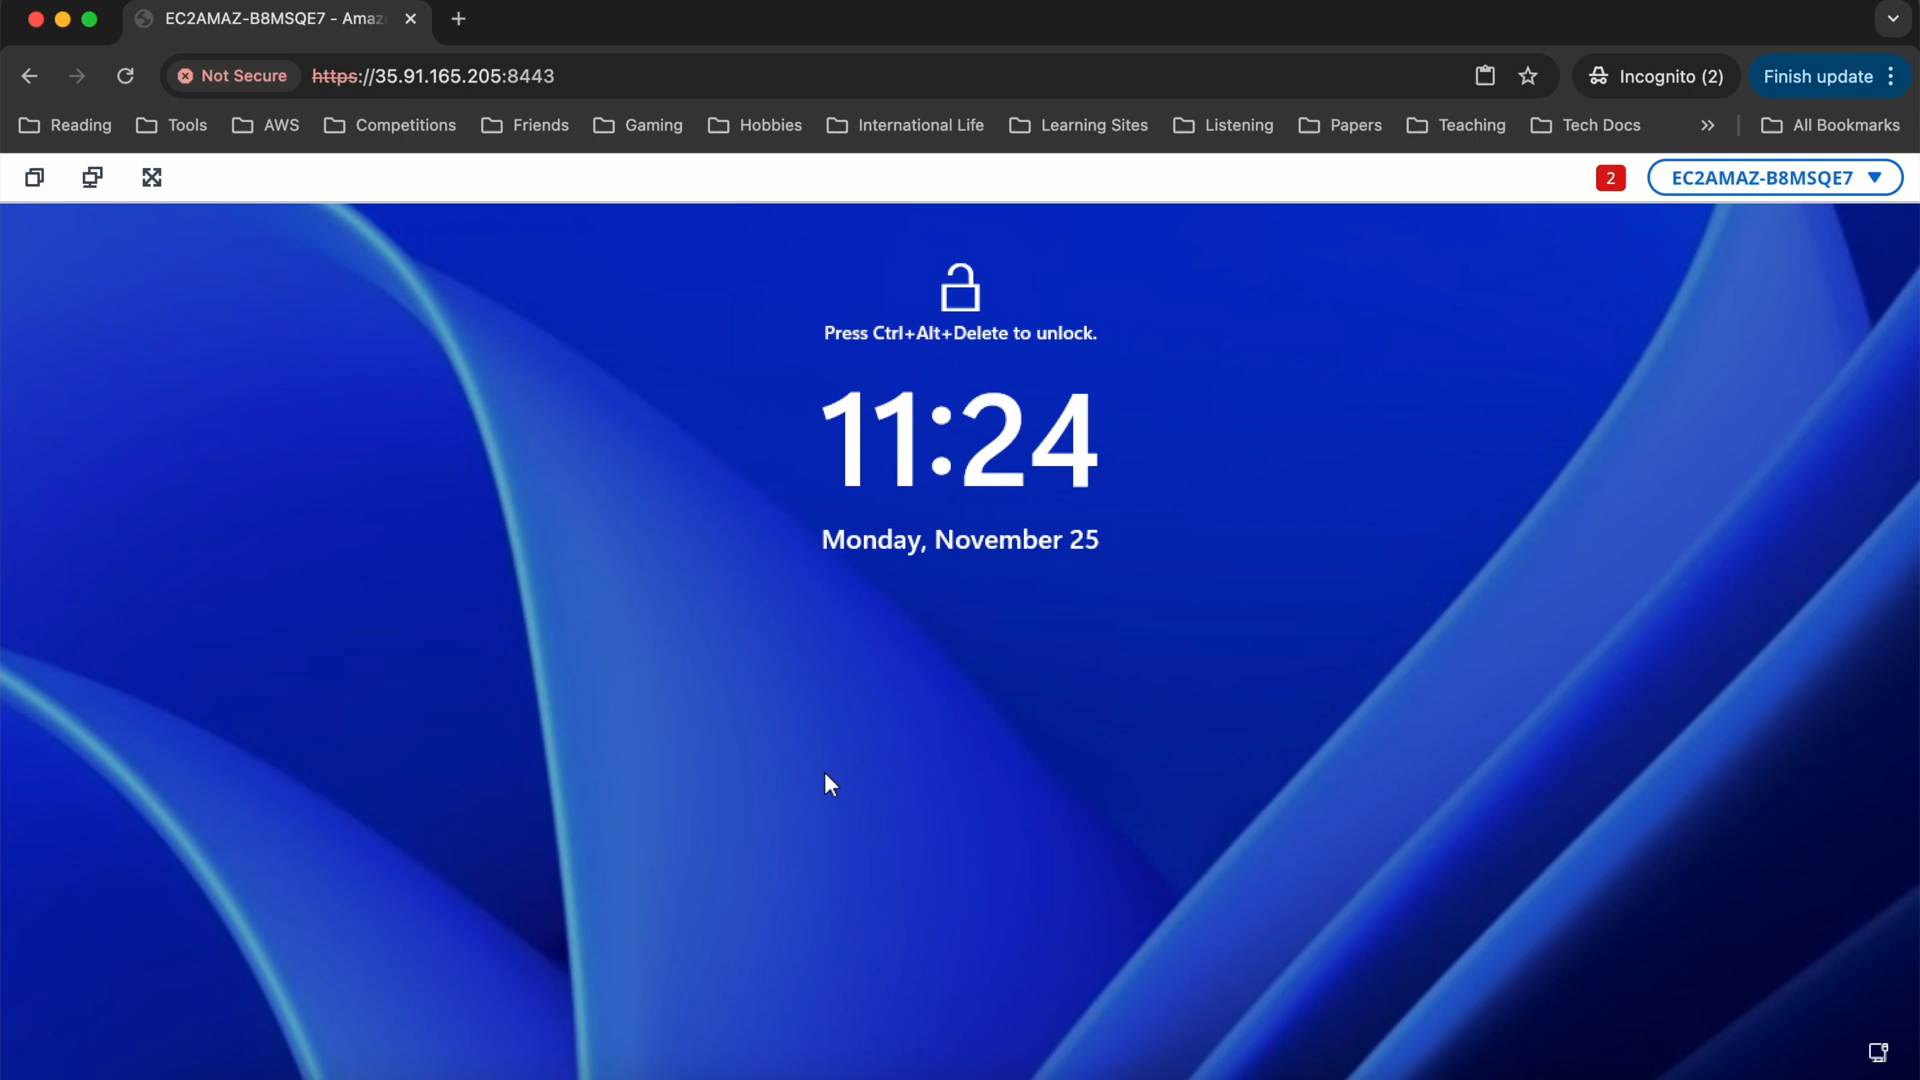 EC2AMAZ-B8MSQE7 - Amaz
Not Secure https://35.91.165.205:8443 Incognito (2) Finish update
Reading Tools AWS Competitions Friends Gaming Hobbies International Life Learning Sites Listening Papers Teaching Tech Docs All Bookmarks
2 EC2AMAZ-B8MSQE7
Press Ctrl+Alt+Delete to unlock.
11:24
Monday, November 25